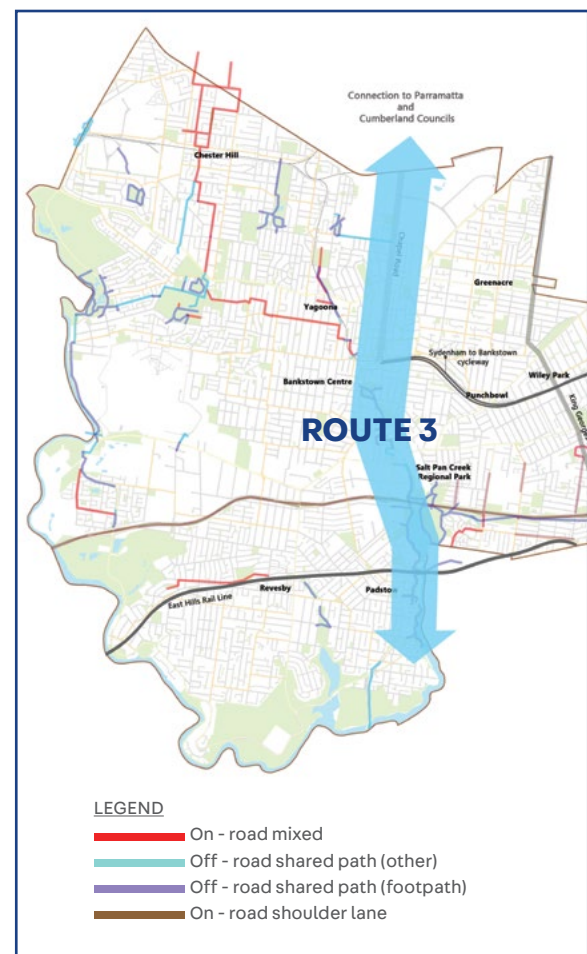 Connection to Parramatta
and
Cumberland Councils
Chester Hill
Chapel Road
Greenacre
Yagoona
Sydenham to Bankstown
cycleway
Wiley Park
Bankstown Centre
Punchbowl
King Georges
ROUTE 3
Salt Pan Creek
Regional Park
Revesby
Padstow
East Hills Rail Line
LEGEND
On - road mixed
Off - road shared path (other)
Off - road shared path (footpath)
On - road shoulder lane